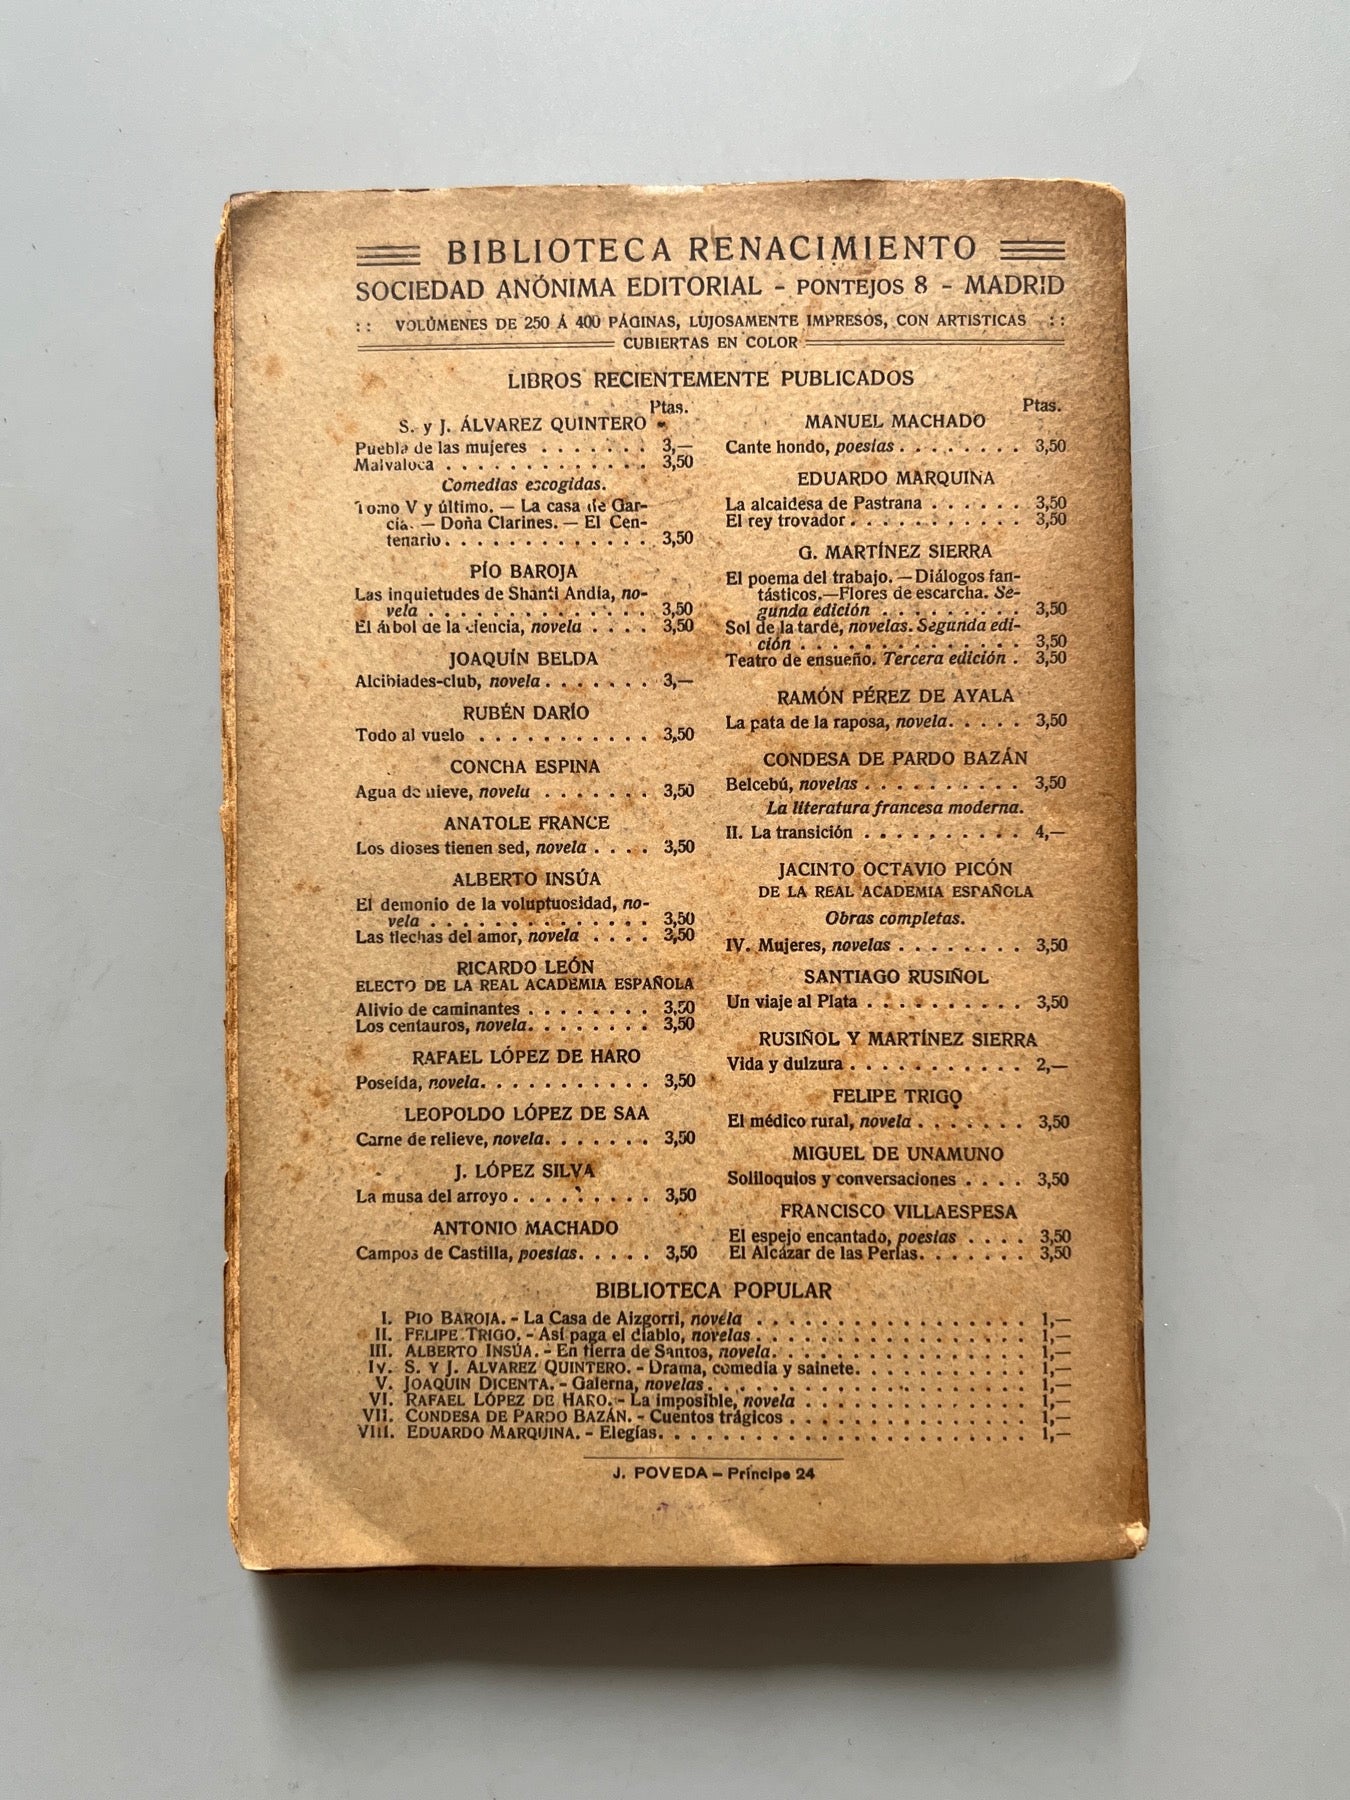 BIBLIOTECA RENACIMIENTO
SOCIEDAD ANÓNIMA EDITORIAL - PONTEJOS 8 - MADRID
:: VOLÚMENES DE 250 Á 400 PÁGINAS, LUJOSAMENTE IMPRESOS, CON ARTISTICAS ::
CUBIERTAS EN COLOR
LIBROS RECIENTEMENTE PUBLICADOS
Ptas.
S. y J. ÁLVAREZ QUINTERO
Puebla de las mujeres . . . . . . . 3,—
Malvaloca . . . . . . . . . . . . . 3,50
Comedias escogidas.
Tomo V y último. — La casa de Gar-
cía. — Doña Clarines. — El Cen-
tenario. . . . . . . . . . . . . 3,50
PÍO BAROJA
Las inquietudes de Shanti Andía, no-
vela . . . . . . . . . . . . . . 3,50
El árbol de la ciencia, novela . . . . 3,50
JOAQUÍN BELDA
Alcibiades-club, novela . . . . . . . 3,—
RUBÉN DARÍO
Todo al vuelo . . . . . . . . . . . 3,50
CONCHA ESPINA
Agua de nieve, novela . . . . . . . 3,50
ANATOLE FRANCE
Los dioses tienen sed, novela . . . . 3,50
ALBERTO INSÚA
El demonio de la voluptuosidad, no-
vela . . . . . . . . . . . . . . 3,50
Las flechas del amor, novela . . . . 3,50
RICARDO LEÓN
ELECTO DE LA REAL ACADEMIA ESPAÑOLA
Alivio de caminantes . . . . . . . . 3,50
Los centauros, novela. . . . . . . . 3,50
RAFAEL LÓPEZ DE HARO
Poseída, novela. . . . . . . . . . . 3,50
LEOPOLDO LÓPEZ DE SAA
Carne de relieve, novela. . . . . . . 3,50
J. LÓPEZ SILVA
La musa del arroyo . . . . . . . . . 3,50
ANTONIO MACHADO
Campos de Castilla, poesías. . . . . 3,50
Ptas.
MANUEL MACHADO
Cante hondo, poesías . . . . . . . . 3,50
EDUARDO MARQUINA
La alcaldesa de Pastrana . . . . . . 3,50
El rey trovador . . . . . . . . . . . 3,50
G. MARTÍNEZ SIERRA
El poema del trabajo. — Diálogos fan-
tásticos.—Flores de escarcha. Se-
gunda edición . . . . . . . . . 3,50
Sol de la tarde, novelas. Segunda edi-
ción . . . . . . . . . . . . . . 3,50
Teatro de ensueño. Tercera edición . 3,50
RAMÓN PÉREZ DE AYALA
La pata de la raposa, novela. . . . . 3,50
CONDESA DE PARDO BAZÁN
Belcebú, novelas . . . . . . . . . . 3,50
La literatura francesa moderna.
II. La transición . . . . . . . . . . 4,—
JACINTO OCTAVIO PICÓN
DE LA REAL ACADEMIA ESPAÑOLA
Obras completas.
IV. Mujeres, novelas . . . . . . . . 3,50
SANTIAGO RUSIÑOL
Un viaje al Plata . . . . . . . . . . 3,50
RUSIÑOL Y MARTÍNEZ SIERRA
Vida y dulzura . . . . . . . . . . . 2,—
FELIPE TRIGO
El médico rural, novela . . . . . . . 3,50
MIGUEL DE UNAMUNO
Soliloquios y conversaciones . . . . 3,50
FRANCISCO VILLAESPESA
El espejo encantado, poesías . . . . 3,50
El Alcázar de las Perlas. . . . . . . 3,50
BIBLIOTECA POPULAR
I. PIO BAROJA. - La Casa de Aizgorri, novela . . . . . . . . . . . . . . . . . 1,—
II. FELIPE TRIGO. - Así paga el diablo, novelas . . . . . . . . . . . . . . . . . 1,—
III. ALBERTO INSÚA. - En tierra de Santos, novela. . . . . . . . . . . . . . . . 1,—
IV. S. Y J. ALVAREZ QUINTERO. - Drama, comedia y sainete. . . . . . . . . . . 1,—
V. JOAQUIN DICENTA. - Galerna, novelas. . . . . . . . . . . . . . . . . . . . 1,—
VI. RAFAEL LÓPEZ DE HARO. - La imposible, novela . . . . . . . . . . . . . . 1,—
VII. CONDESA DE PARDO BAZÁN. - Cuentos trágicos . . . . . . . . . . . . . . . 1,—
VIII. EDUARDO MARQUINA. - Elegías. . . . . . . . . . . . . . . . . . . . . . . 1,—
J. POVEDA — Príncipe 24